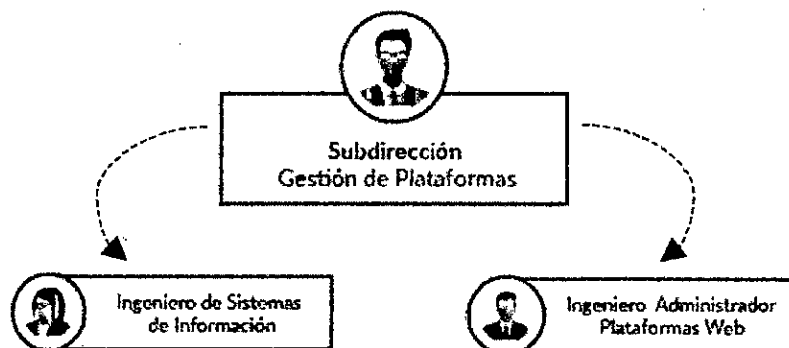 Subdirección
Gestión de Plataformas
Ingeniero de Sistemas
de Información
Ingeniero Administrador
Plataformas Web